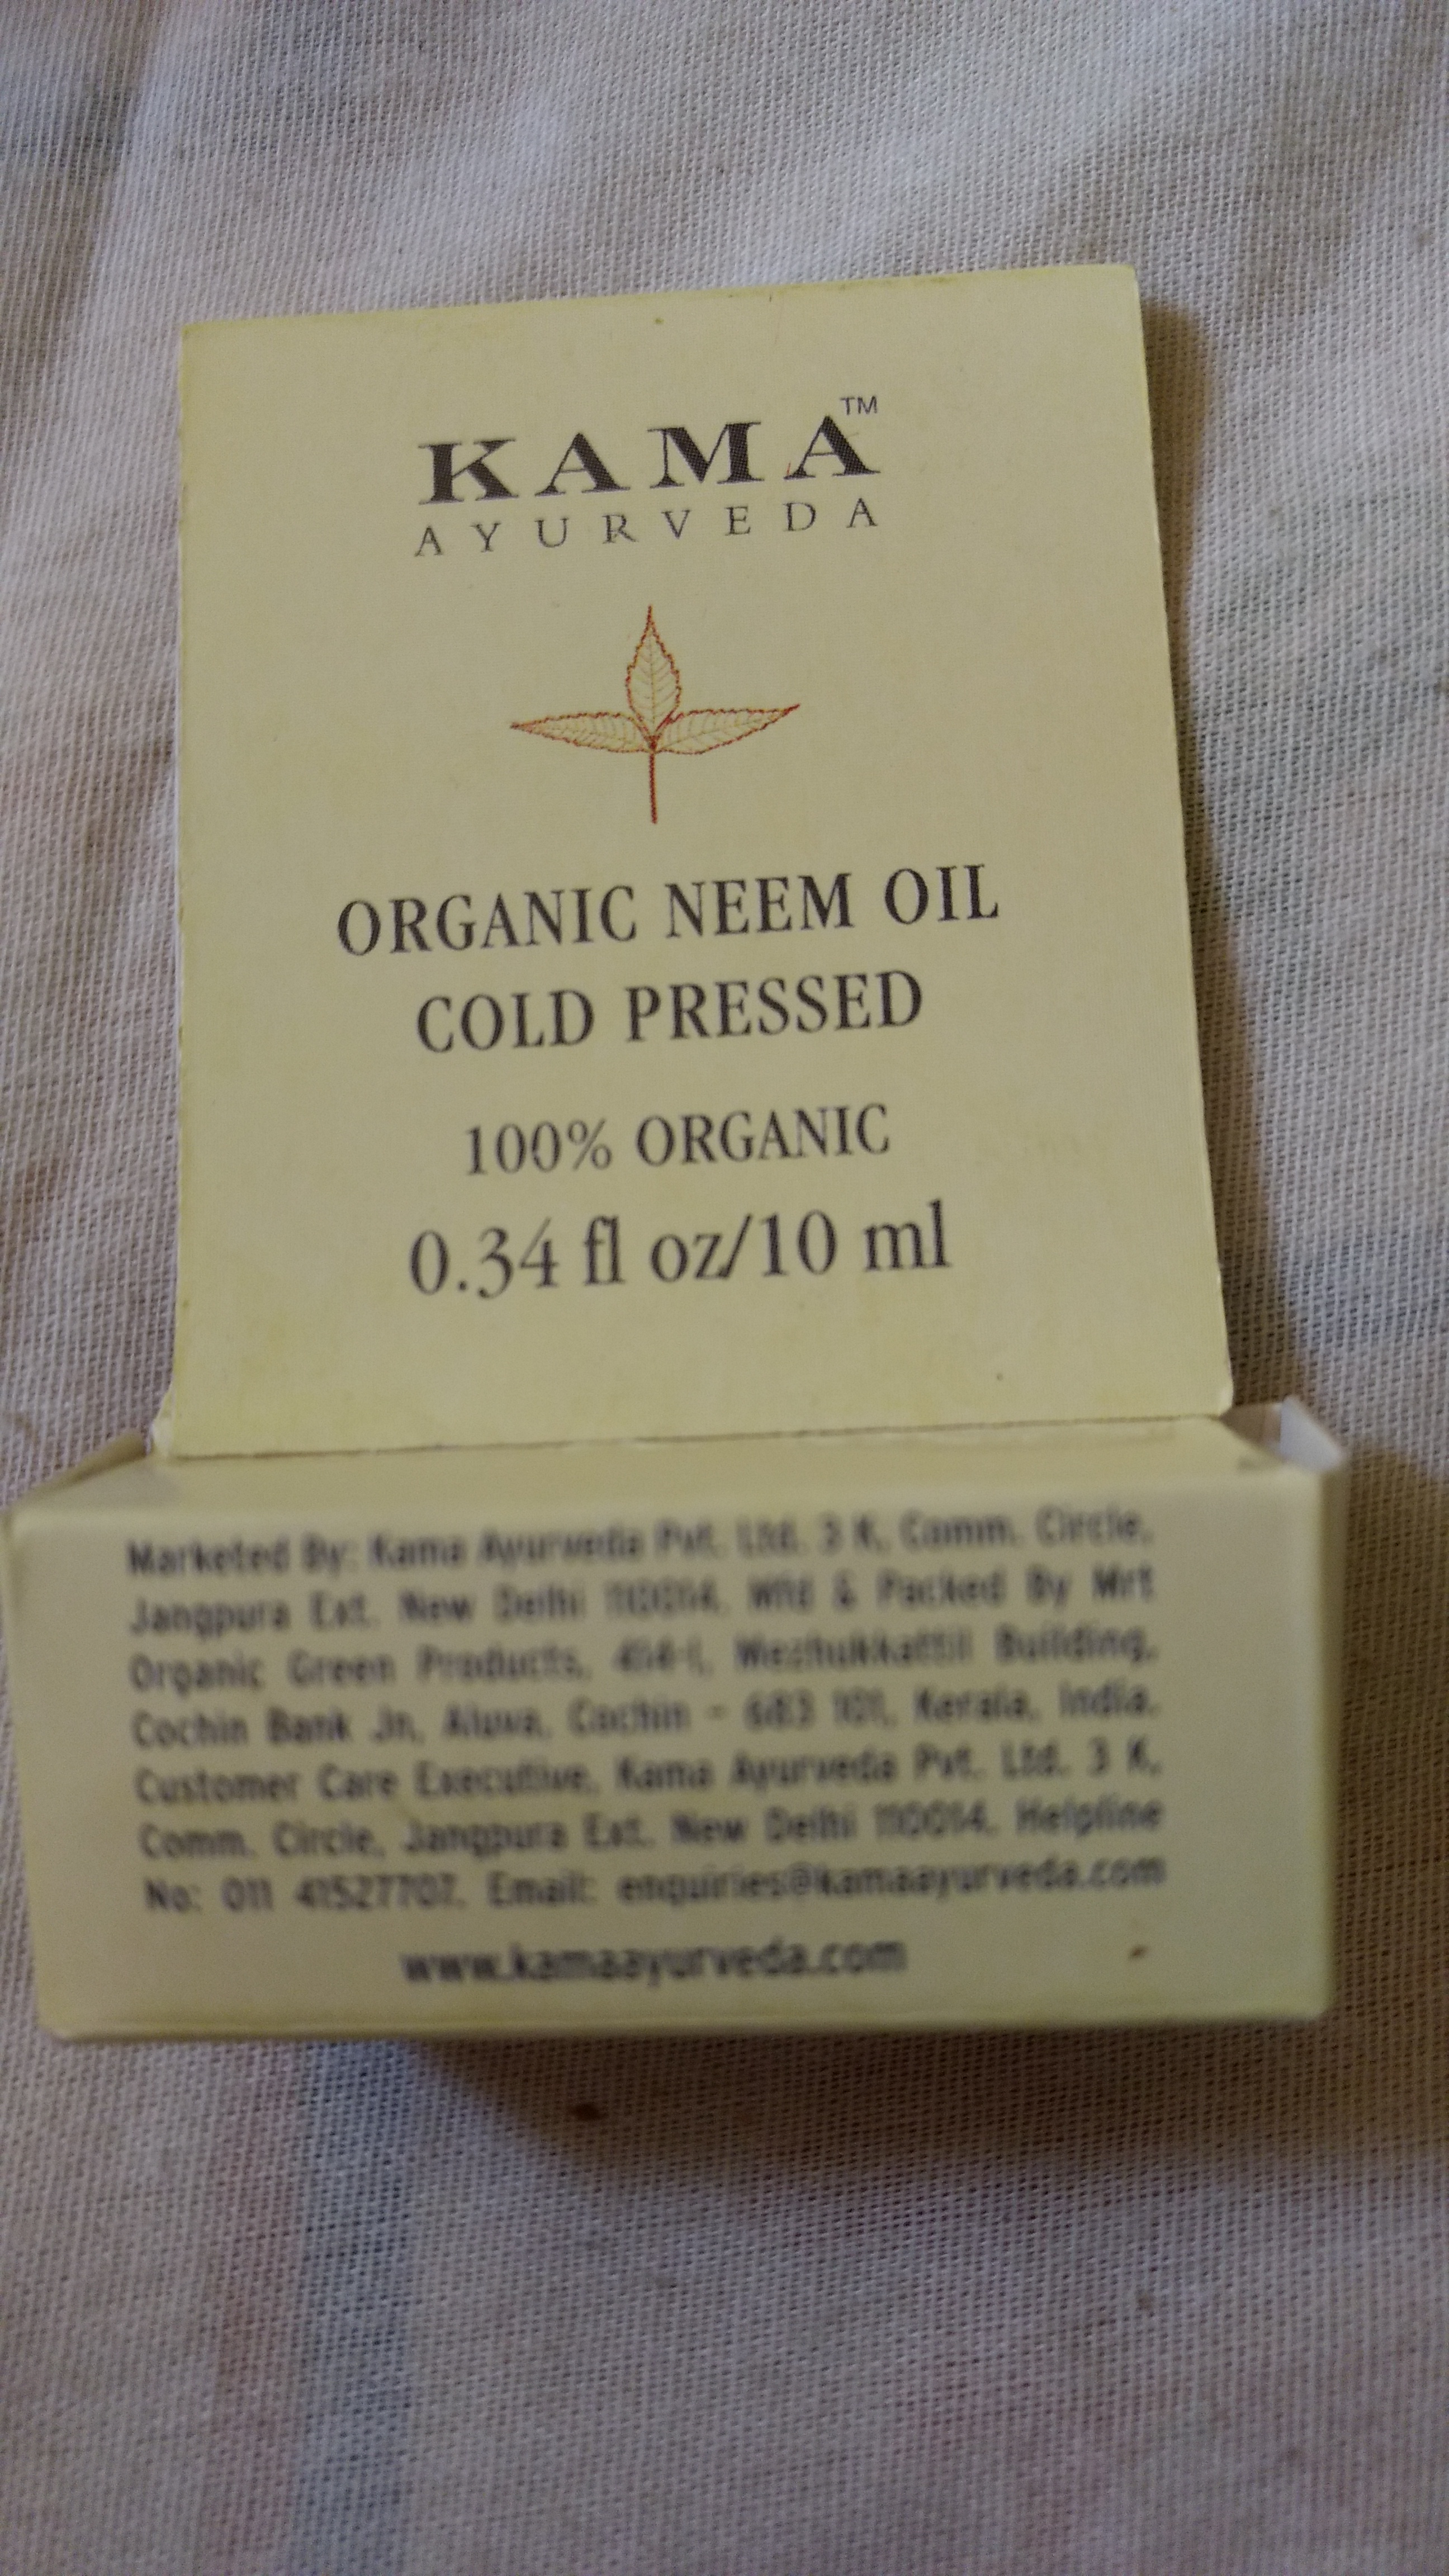 KAMA™
AYURVEDA
ORGANIC NEEM OIL
COLD PRESSED
100% ORGANIC
0.34 fl oz/10 ml
Marketed By: Kama Ayurveda Pvt. Ltd. 3 K, Comm. Circle,
Jangpura Ext. New Delhi 110014. Mfd & Packed By Mrt
Organic Green Products, Building,
Cochin Bank Jn, Aluva, Cochin - 683 101, Kerala, India.
Customer Care Executive, Kama Ayurveda Pvt. Ltd. 3 K,
Comm. Circle, Jangpura Ext. New Delhi 110014. Helpline
No: 011 41527707. Email: enquiries@kamaayurveda.com
www.kamaayurveda.com